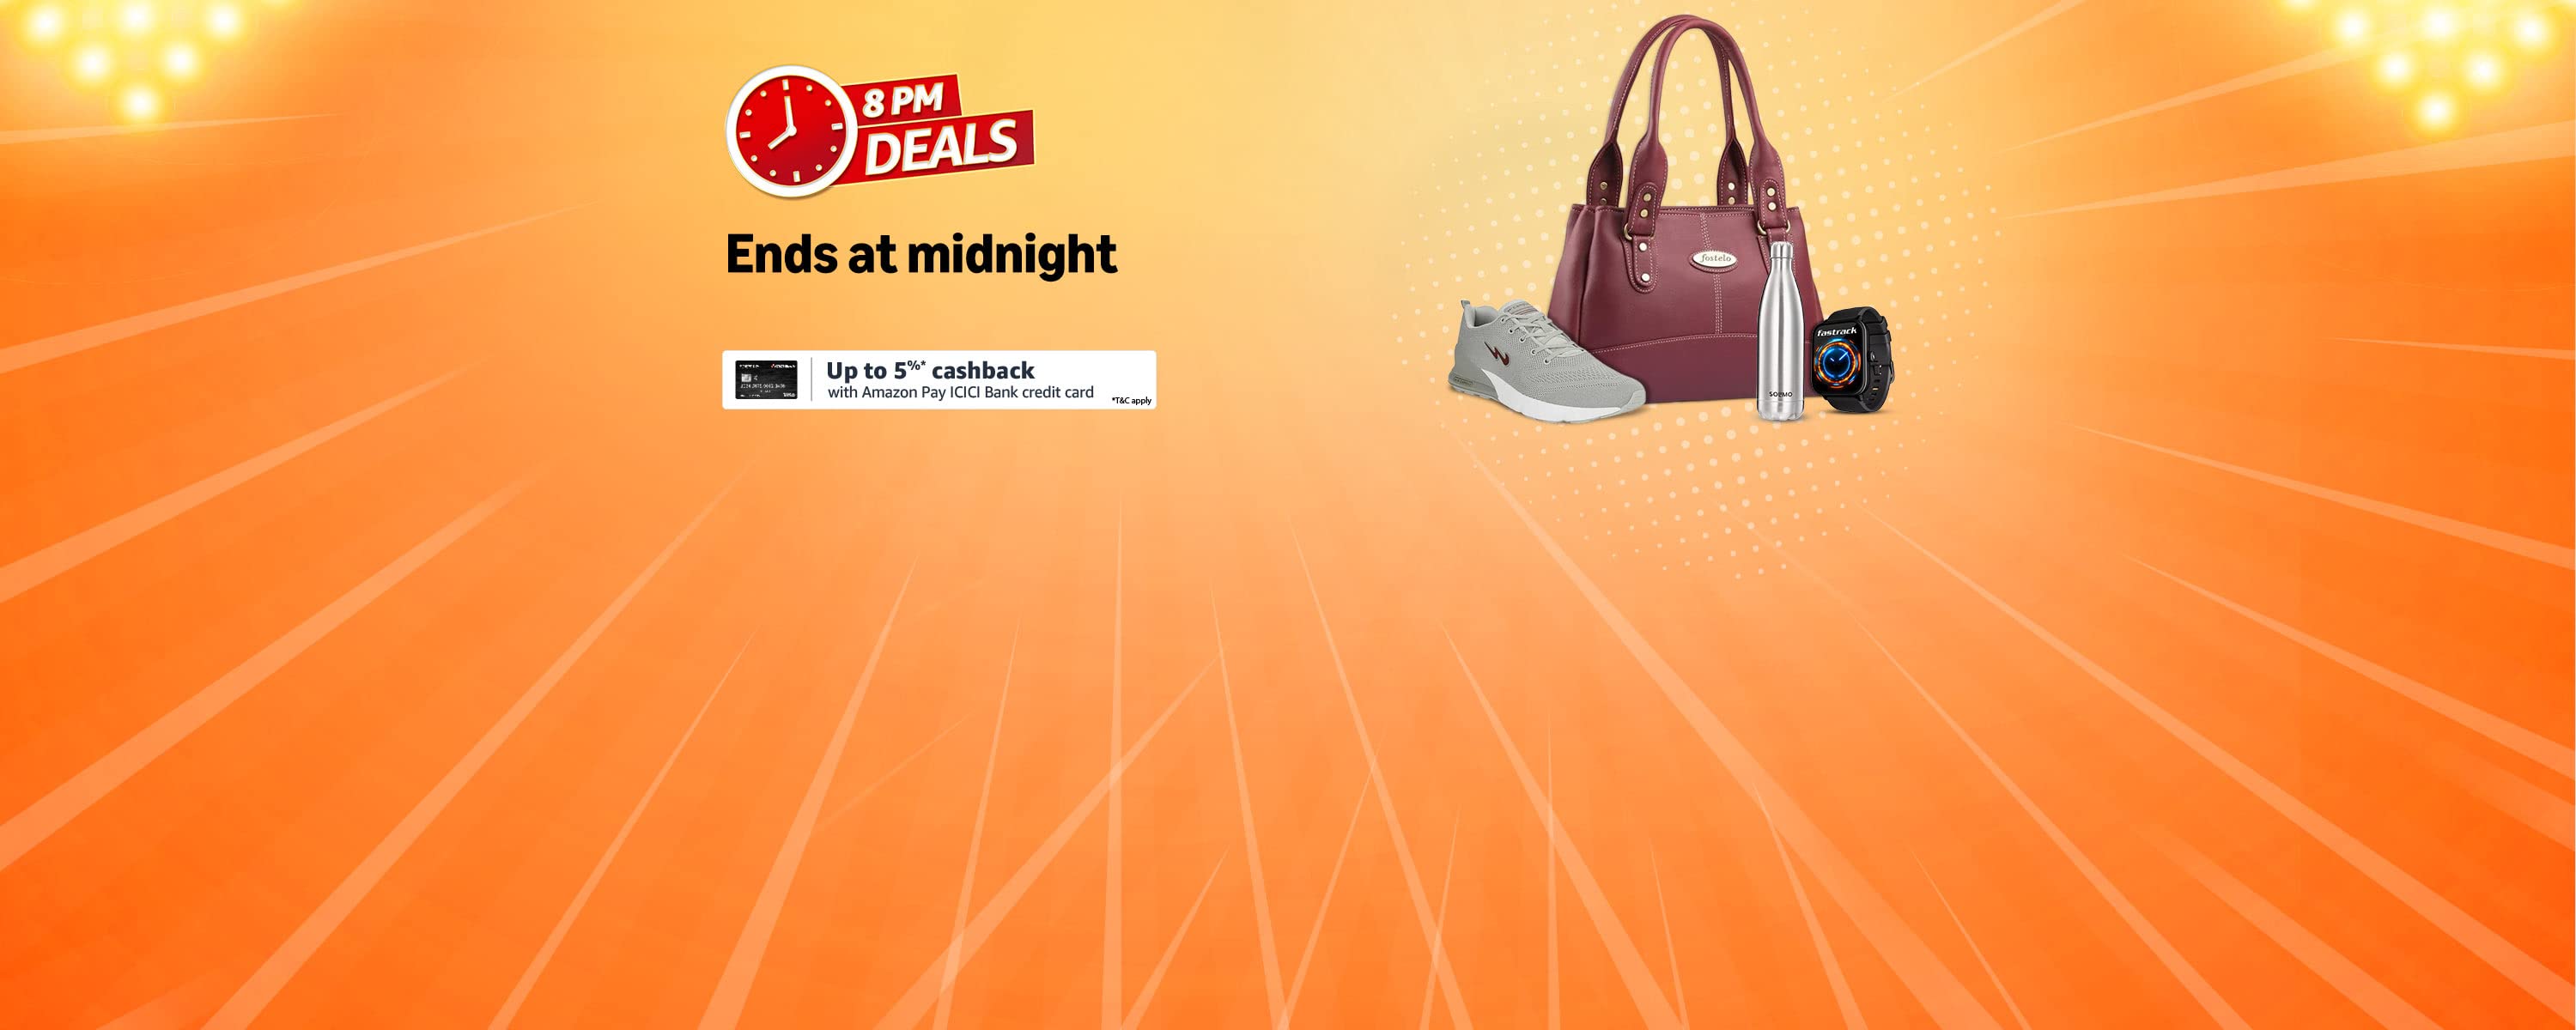 8 PM
DEALS
Ends at midnight
Up to 5%* cashback
with Amazon Pay ICICI Bank credit card
*T&C apply
fostelo
fastrack
SOLIMO